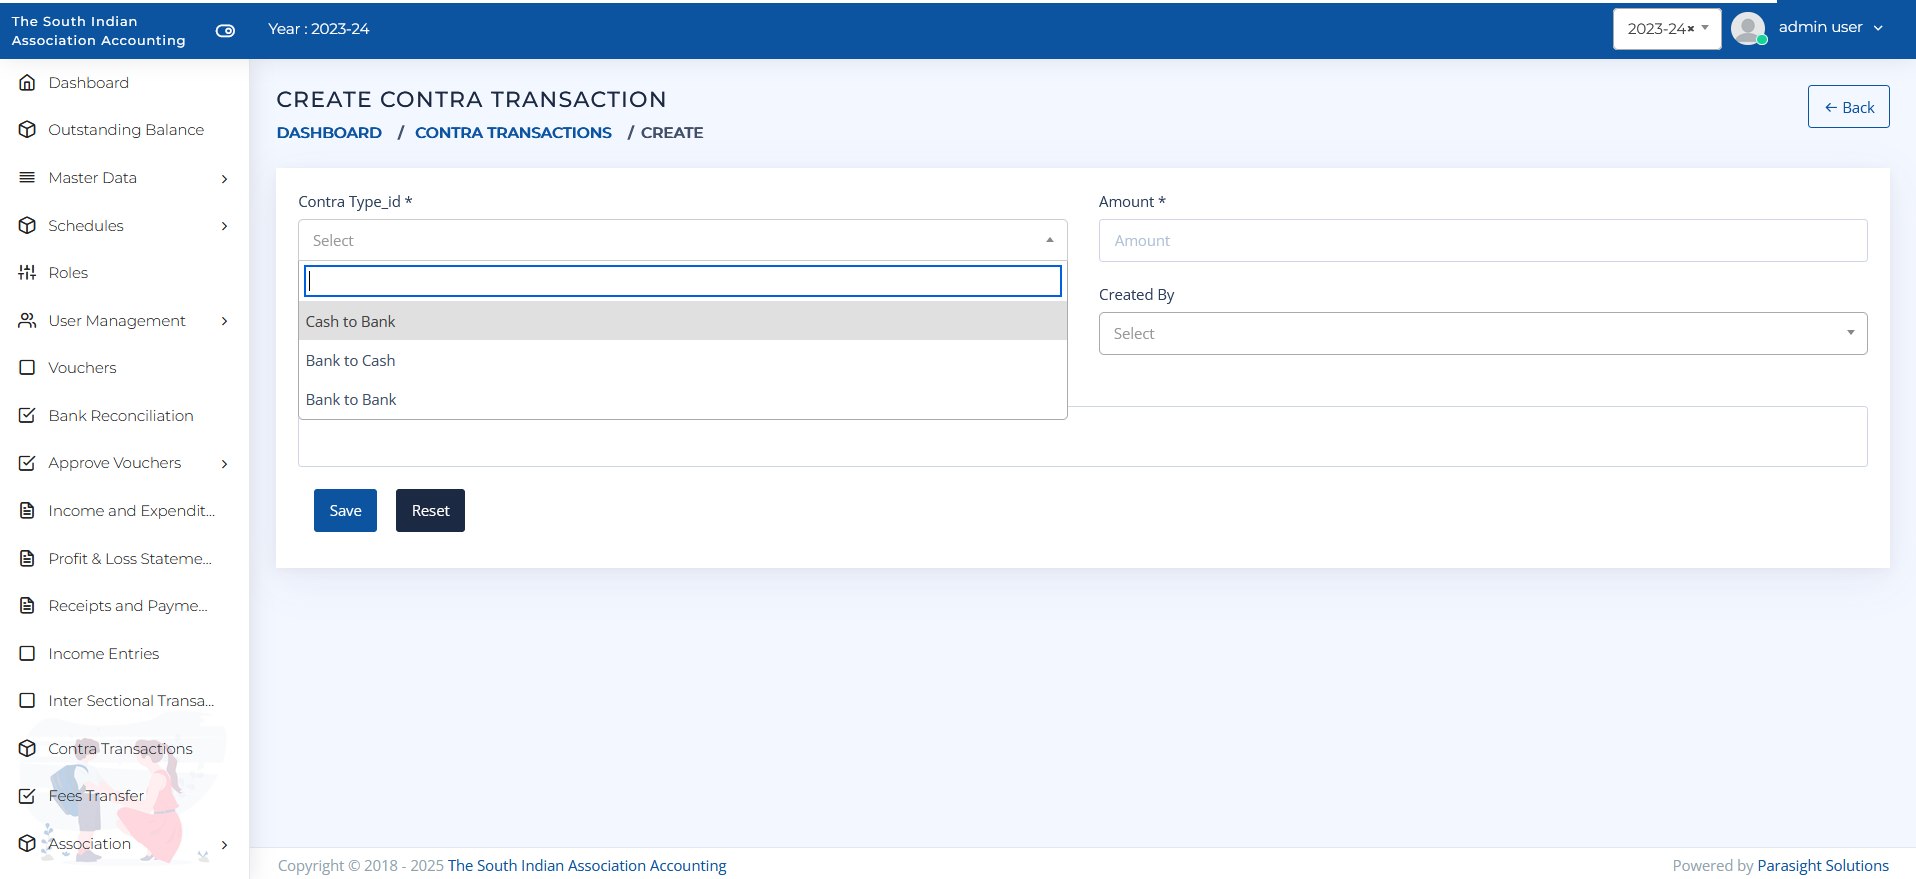 The South Indian
Association Accounting
Year : 2023-24
2023-24×
admin user
Dashboard
Outstanding Balance
Master Data
Schedules
Roles
User Management
Vouchers
Bank Reconciliation
Approve Vouchers
Income and Expendit...
Profit & Loss Stateme...
Receipts and Payme...
Income Entries
Inter Sectional Transa...
Contra Transactions
Fees Transfer
Association
CREATE CONTRA TRANSACTION
DASHBOARD / CONTRA TRANSACTIONS / CREATE
← Back
Contra Type_id *
Select
Cash to Bank
Bank to Cash
Bank to Bank
Amount *
Amount
Created By
Select
Save
Reset
Copyright © 2018 - 2025 The South Indian Association Accounting
Powered by Parasight Solutions